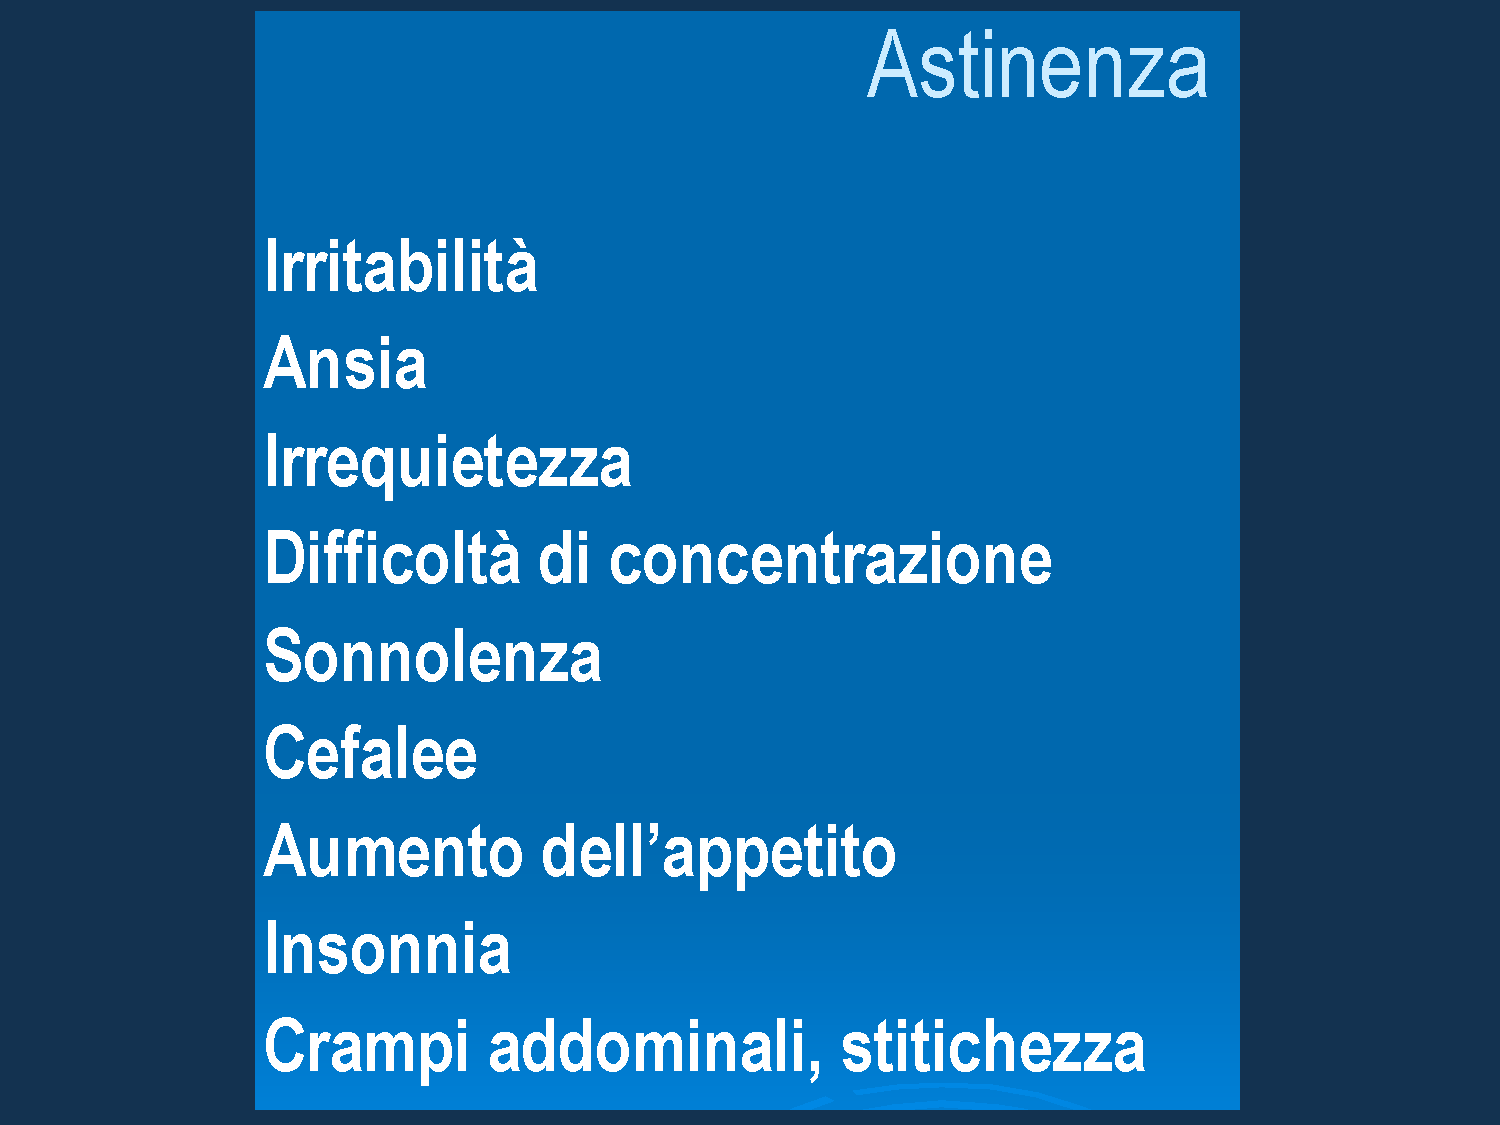 Astinenza
Irritabilità
Ansia
Irrequietezza
Difficoltà di concentrazione
Sonnolenza
Cefalee
Aumento dell’appetito
Insonnia
Crampi addominali, stitichezza